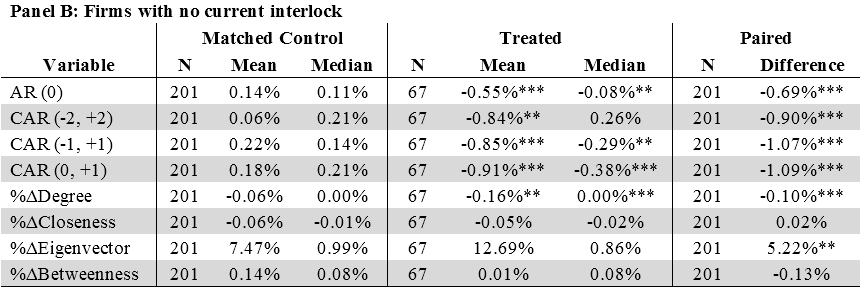 Panel B: Firms with no current interlock
Matched Control Treated Paired
Variable N Mean Median N Mean Median N Difference
AR (0) 201 0.14% 0.11% 67 -0.55%*** -0.08%** 201 -0.69%***
CAR (-2, +2) 201 0.06% 0.21% 67 -0.84%** 0.26% 201 -0.90%***
CAR (-1, +1) 201 0.22% 0.14% 67 -0.85%*** -0.29%** 201 -1.07%***
CAR (0, +1) 201 0.18% 0.21% 67 -0.91%*** -0.38%*** 201 -1.09%***
%ΔDegree 201 -0.06% 0.00% 67 -0.16%** 0.00%*** 201 -0.10%***
%ΔCloseness 201 -0.06% -0.01% 67 -0.05% -0.02% 201 0.02%
%ΔEigenvector 201 7.47% 0.99% 67 12.69% 0.86% 201 5.22%**
%ΔBetweenness 201 0.14% 0.08% 67 0.01% 0.08% 201 -0.13%